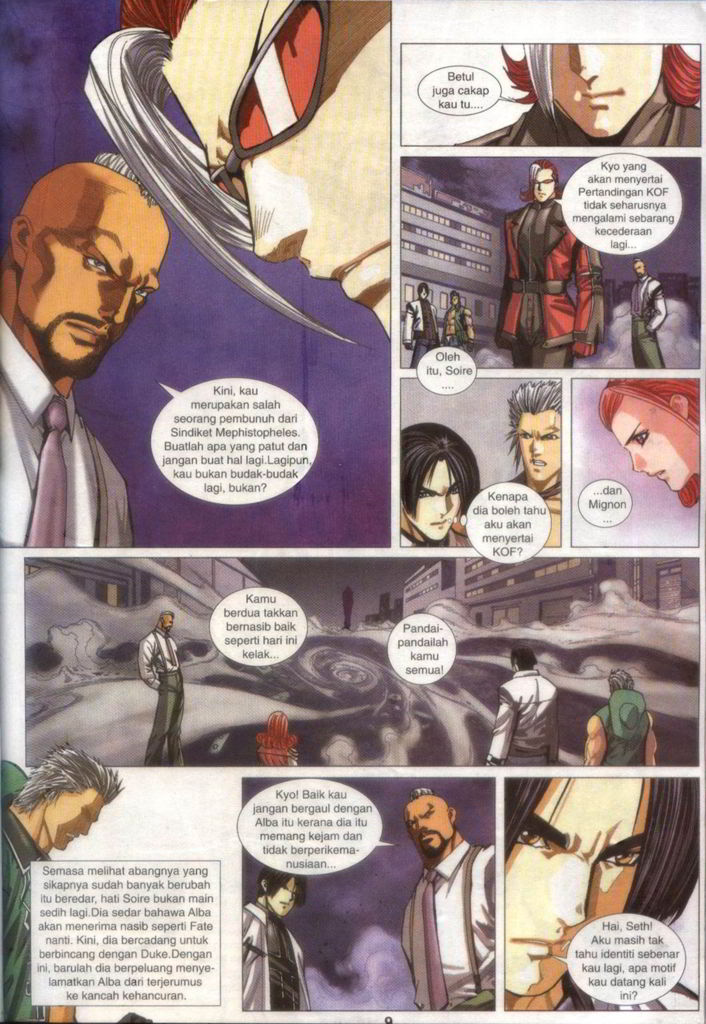 Kini, kau
merupakan salah
seorang pembunuh dari
Sindiket Mephistopheles.
Buatlah apa yang patut dan
jangan buat hal lagi.Lagipun,
kau bukan budak-budak
lagi, bukan?
Betul
juga cakap
kau tu....
Kyo yang
akan menyertai
Pertandingan KOF
tidak seharusnya
mengalami sebarang
kecederaan
lagi...
Oleh
itu, Soire
....
Kenapa
dia boleh tahu
aku akan
menyertai
KOF?
...dan
Mignon
...
Kamu
berdua takkan
bernasib baik
seperti hari ini
kelak...
Pandai-
pandailah
kamu
semua!
Semasa melihat abangnya yang
sikapnya sudah banyak berubah
itu beredar, hati Soire bukan main
sedih lagi.Dia sedar bahawa Alba
akan menerima nasib seperti Fate
nanti. Kini, dia bercadang untuk
berbincang dengan Duke.Dengan
ini, barulah dia berpeluang menye-
lamatkan Alba dari terjerumus
ke kancah kehancuran.
Kyo! Baik kau
jangan bergaul dengan
Alba itu kerana dia itu
memang kejam dan
tidak berperikema-
nusiaan...
Hai, Seth!
Aku masih tak
tahu identiti sebenar
kau lagi, apa motif
kau datang kali
ini?
9